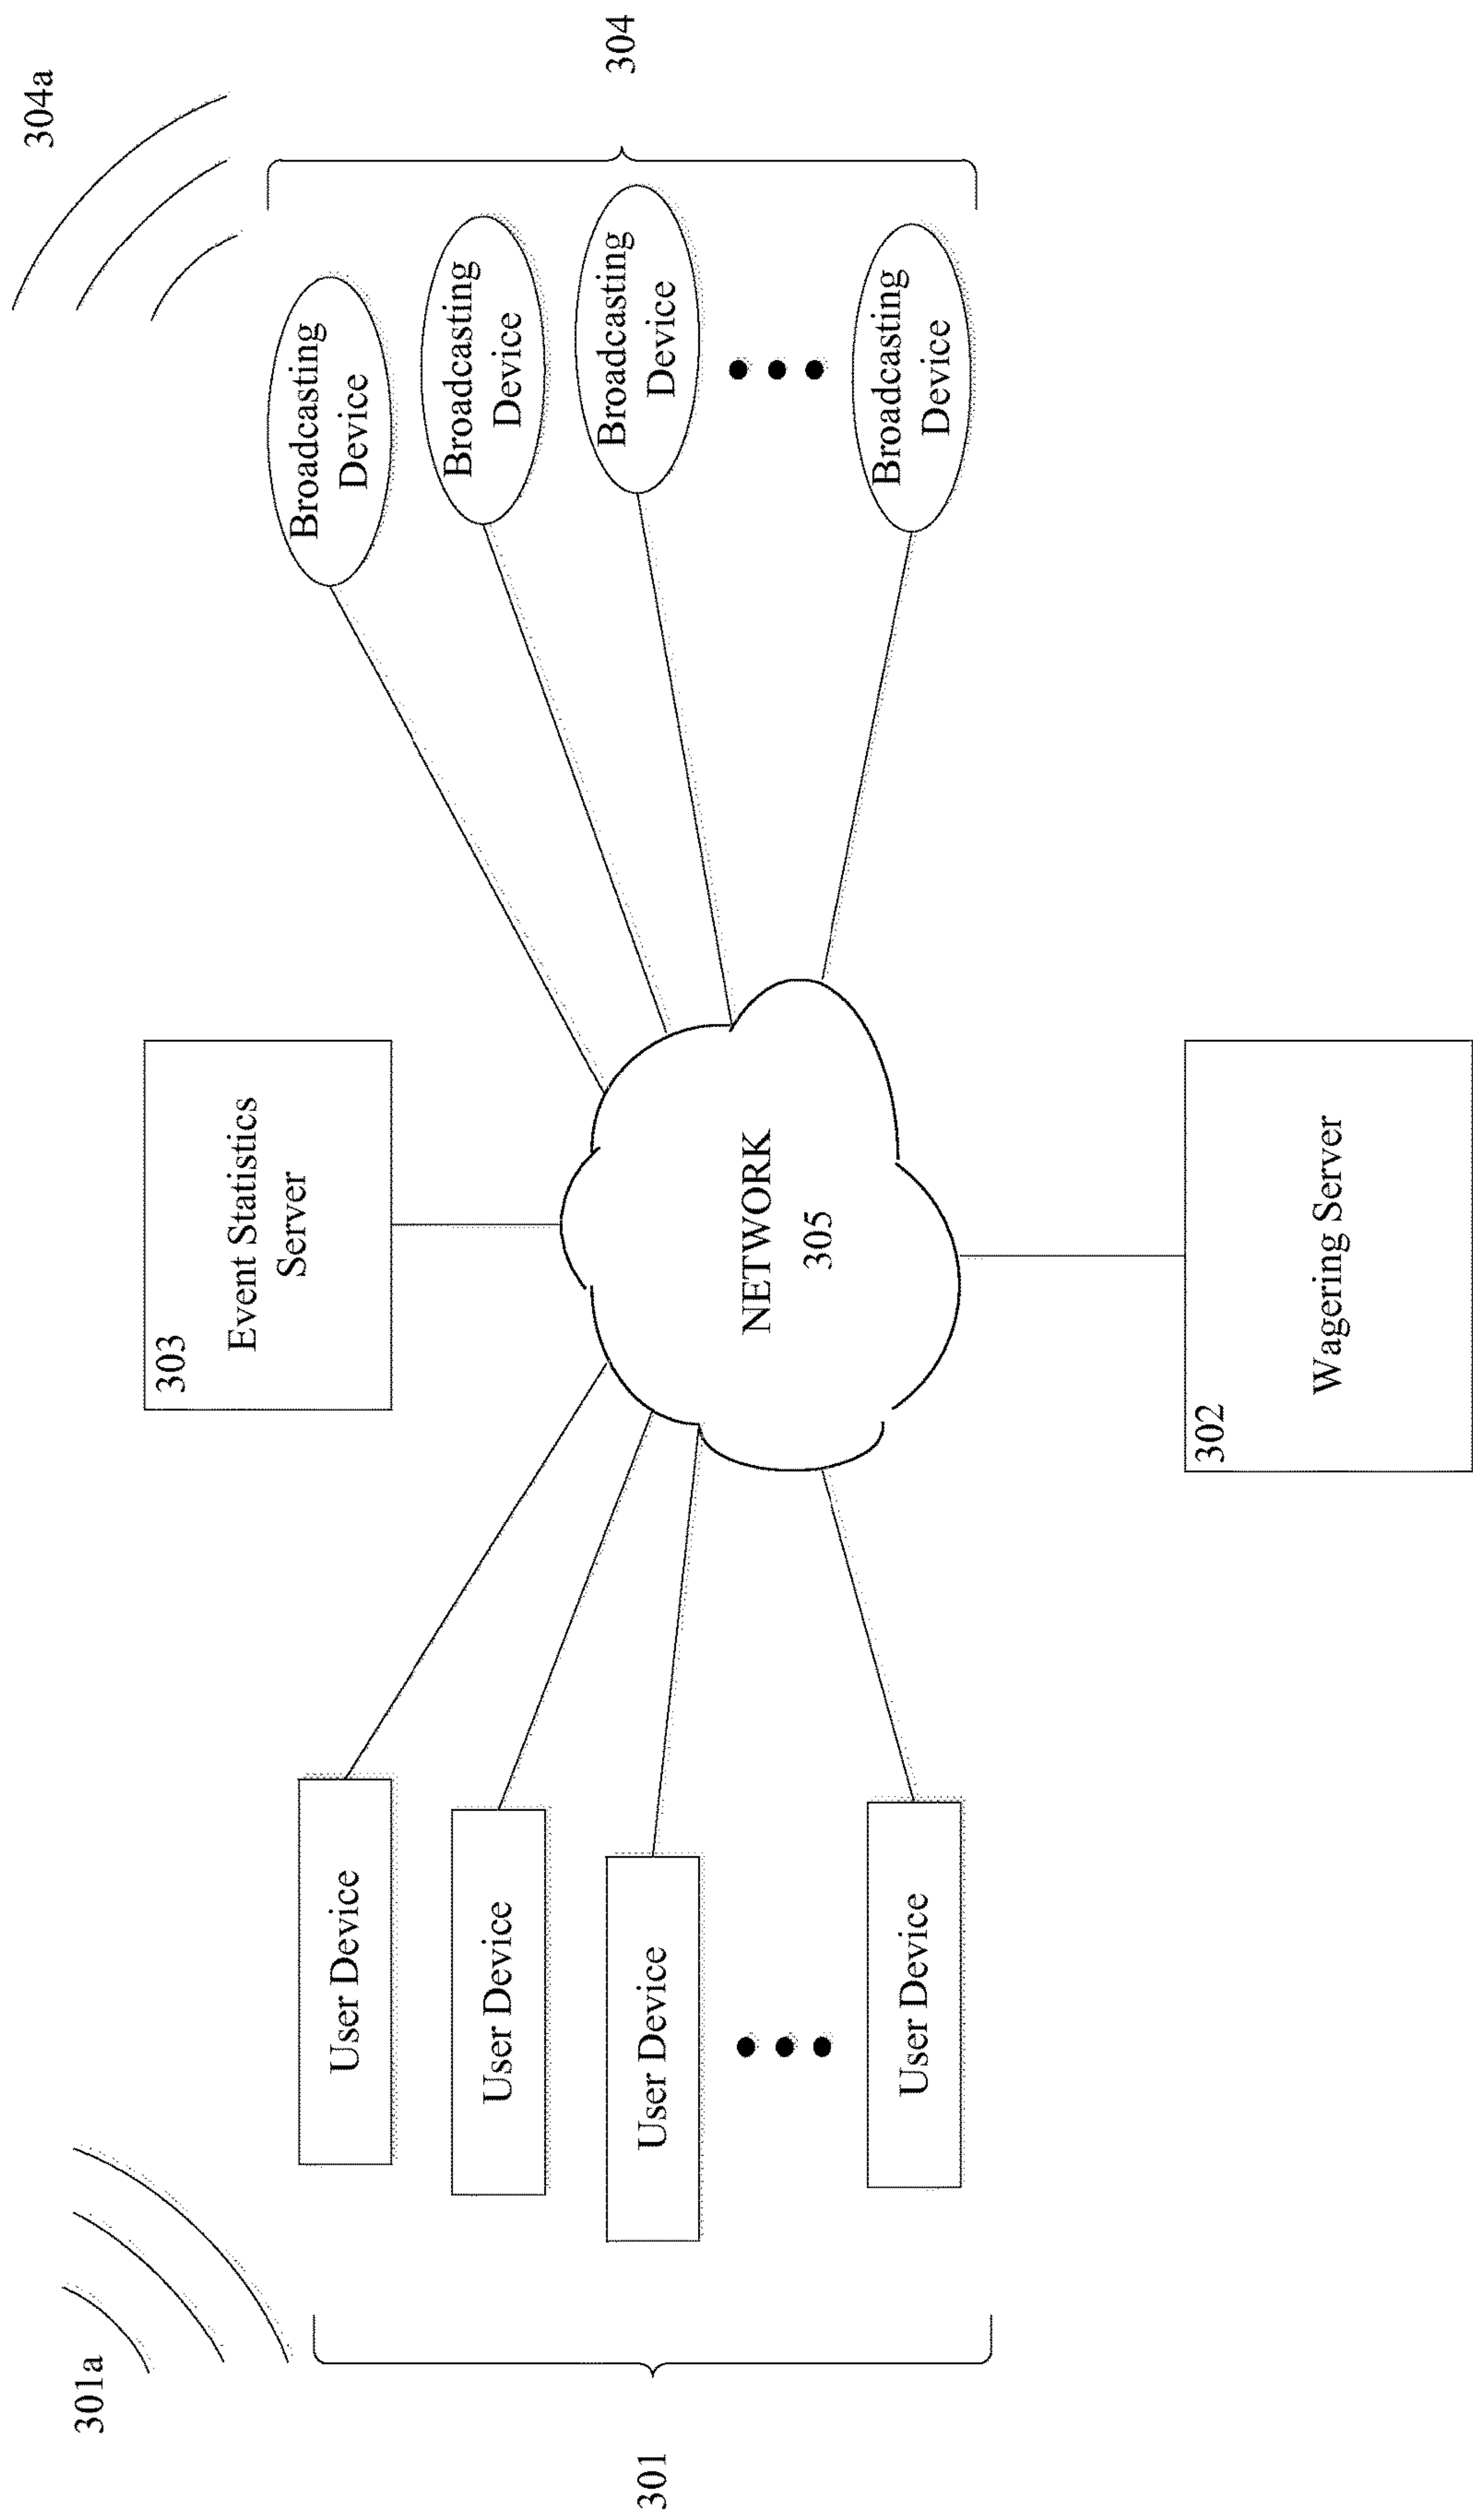 301a
304a
303
Event Statistics
Server
User Device
User Device
User Device
User Device
301
NETWORK
305
Broadcasting
Device
Broadcasting
Device
Broadcasting
Device
Broadcasting
Device
304
302
Wagering Server